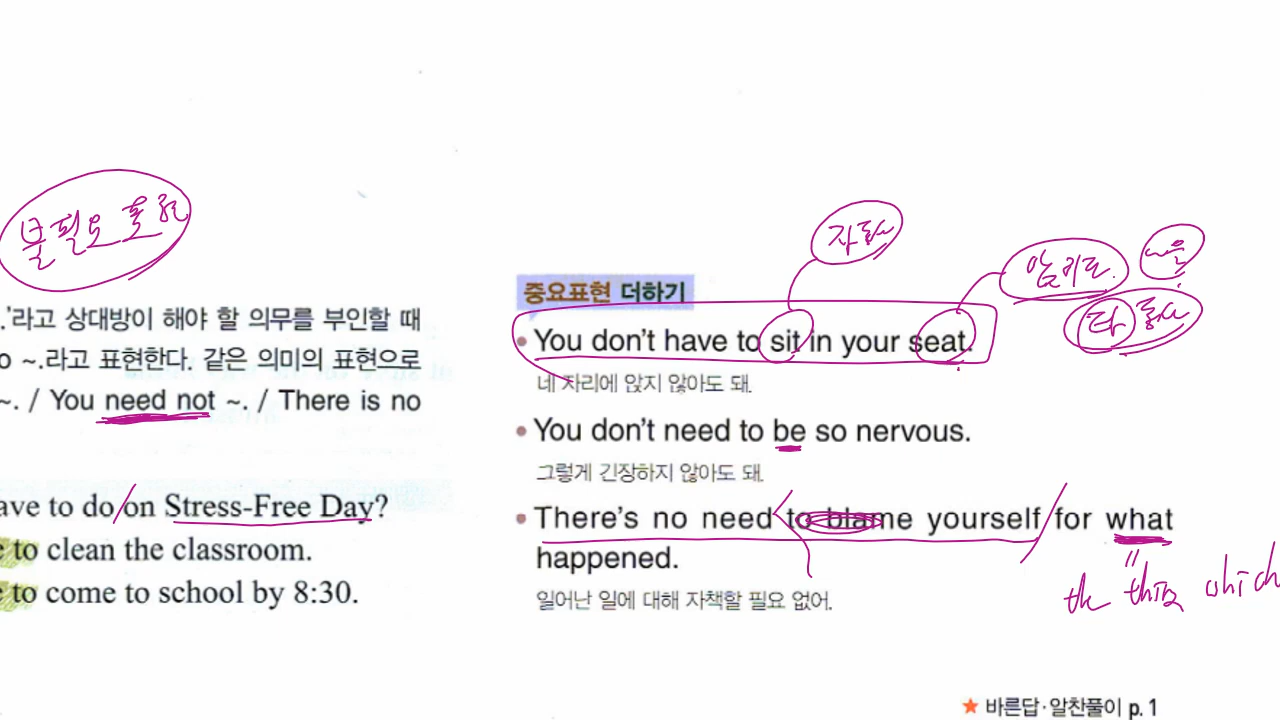 불필요 표현
.'라고 상대방이 해야 할 의무를 부인할 때
o ~.라고 표현한다. 같은 의미의 표현으로
~. / You need not ~. / There is no
ave to do/on Stress-Free Day?
e to clean the classroom.
e to come to school by 8:30.
자
을
타 동사
중요표현 더하기
• You don't have to sit in your seat.
네 자리에 앉지 않아도 돼.
• You don't need to be so nervous.
그렇게 긴장하지 않아도 돼.
• There's no need to blame yourself / for what
happened.
일어난 일에 대해 자책할 필요 없어.
the thing which
★ 바른답·알찬풀이 p. 1